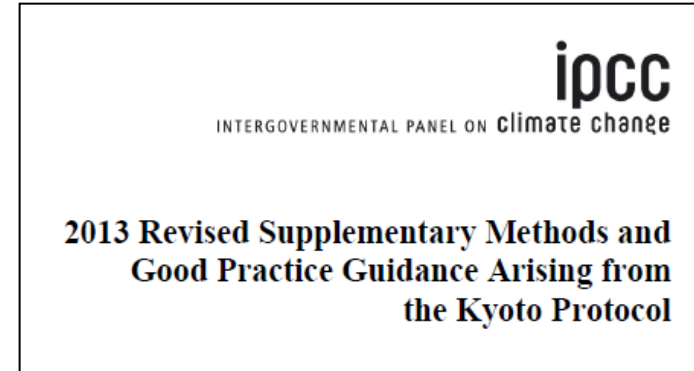 ipcc
INTERGOVERNMENTAL PANEL ON climate change
2013 Revised Supplementary Methods and
Good Practice Guidance Arising from
the Kyoto Protocol